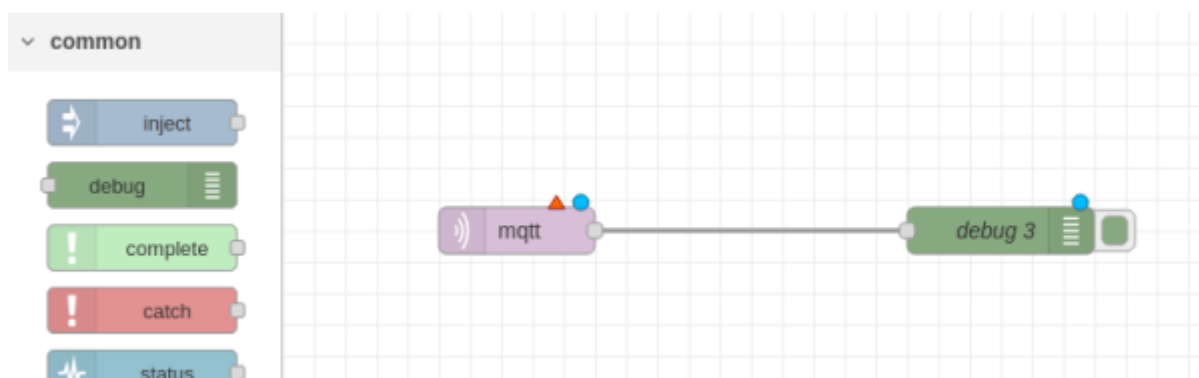 common
inject
debug
complete
catch
status
mqtt
debug 3